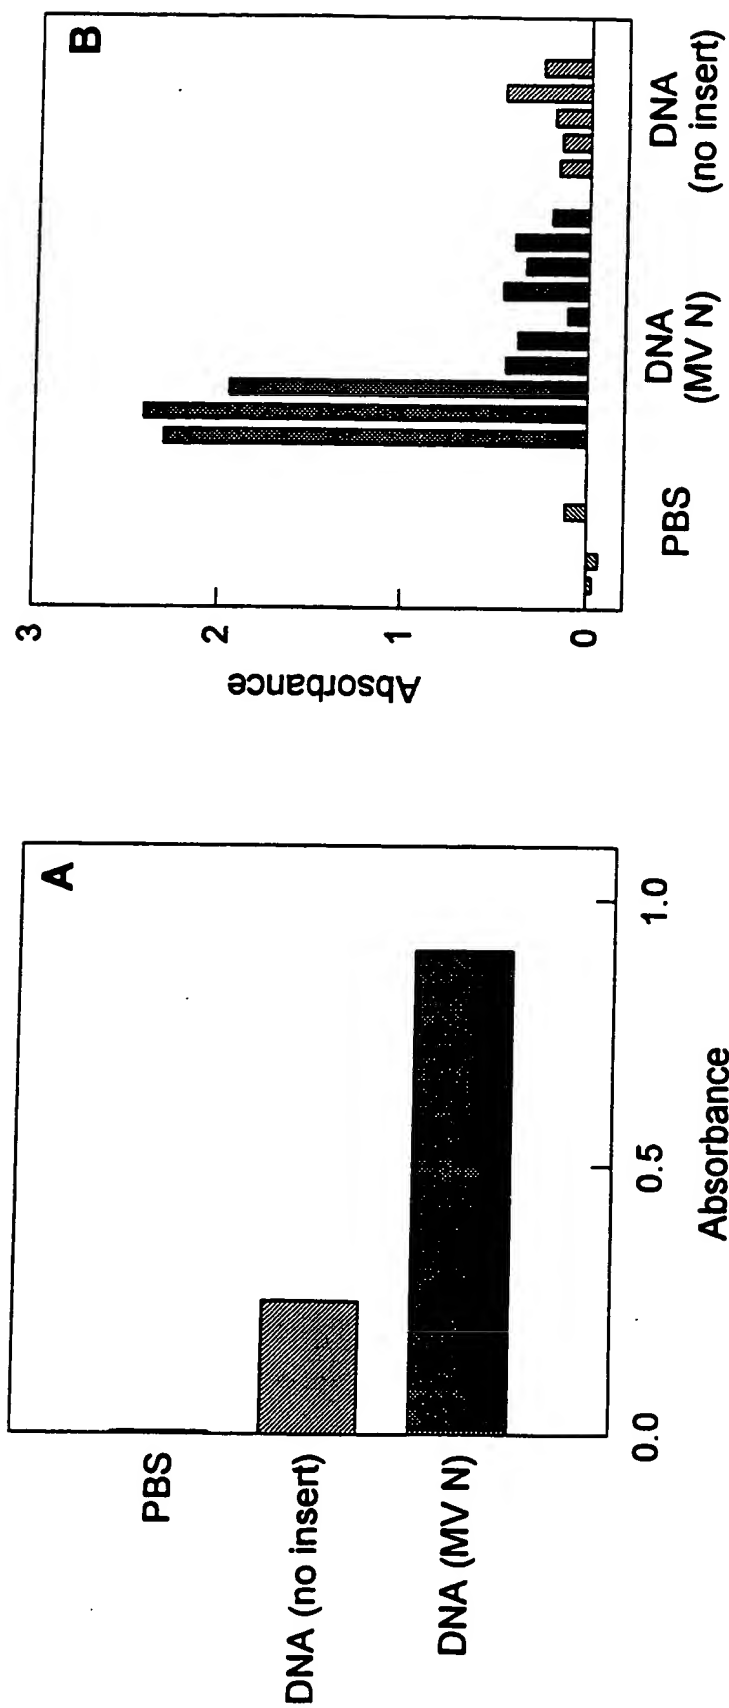 A
PBS
DNA (no insert)
DNA (MV N)
0.0
0.5
1.0
Absorbance
B
3
2
1
0
Absorbance
PBS
DNA
(MV N)
DNA
(no insert)